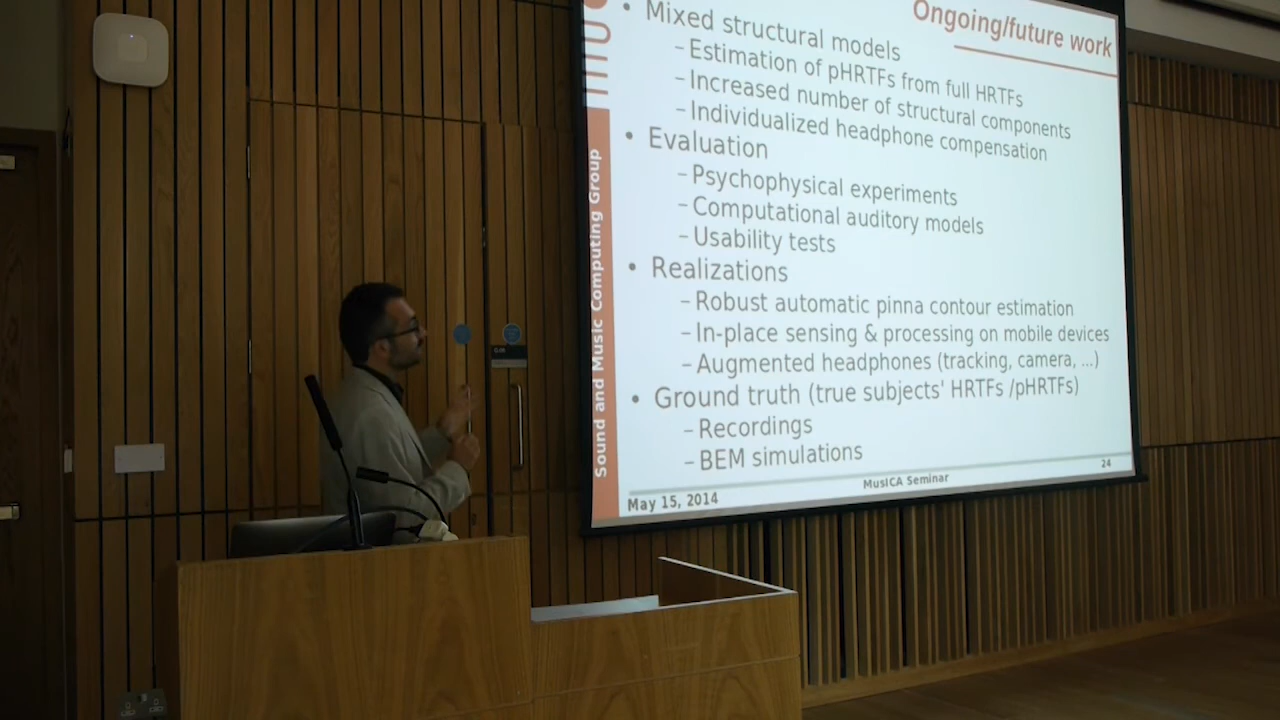 Ongoing/future work
• Mixed structural models
– Estimation of pHRTFs from full HRTFs
– Increased number of structural components
– Individualized headphone compensation
• Evaluation
– Psychophysical experiments
– Computational auditory models
– Usability tests
• Realizations
– Robust automatic pinna contour estimation
– In-place sensing & processing on mobile devices
– Augmented headphones (tracking, camera, ...)
• Ground truth (true subjects' HRTFs /pHRTFs)
– Recordings
– BEM simulations
Sound and Music Computing Group
May 15, 2014
MusICA Seminar
24